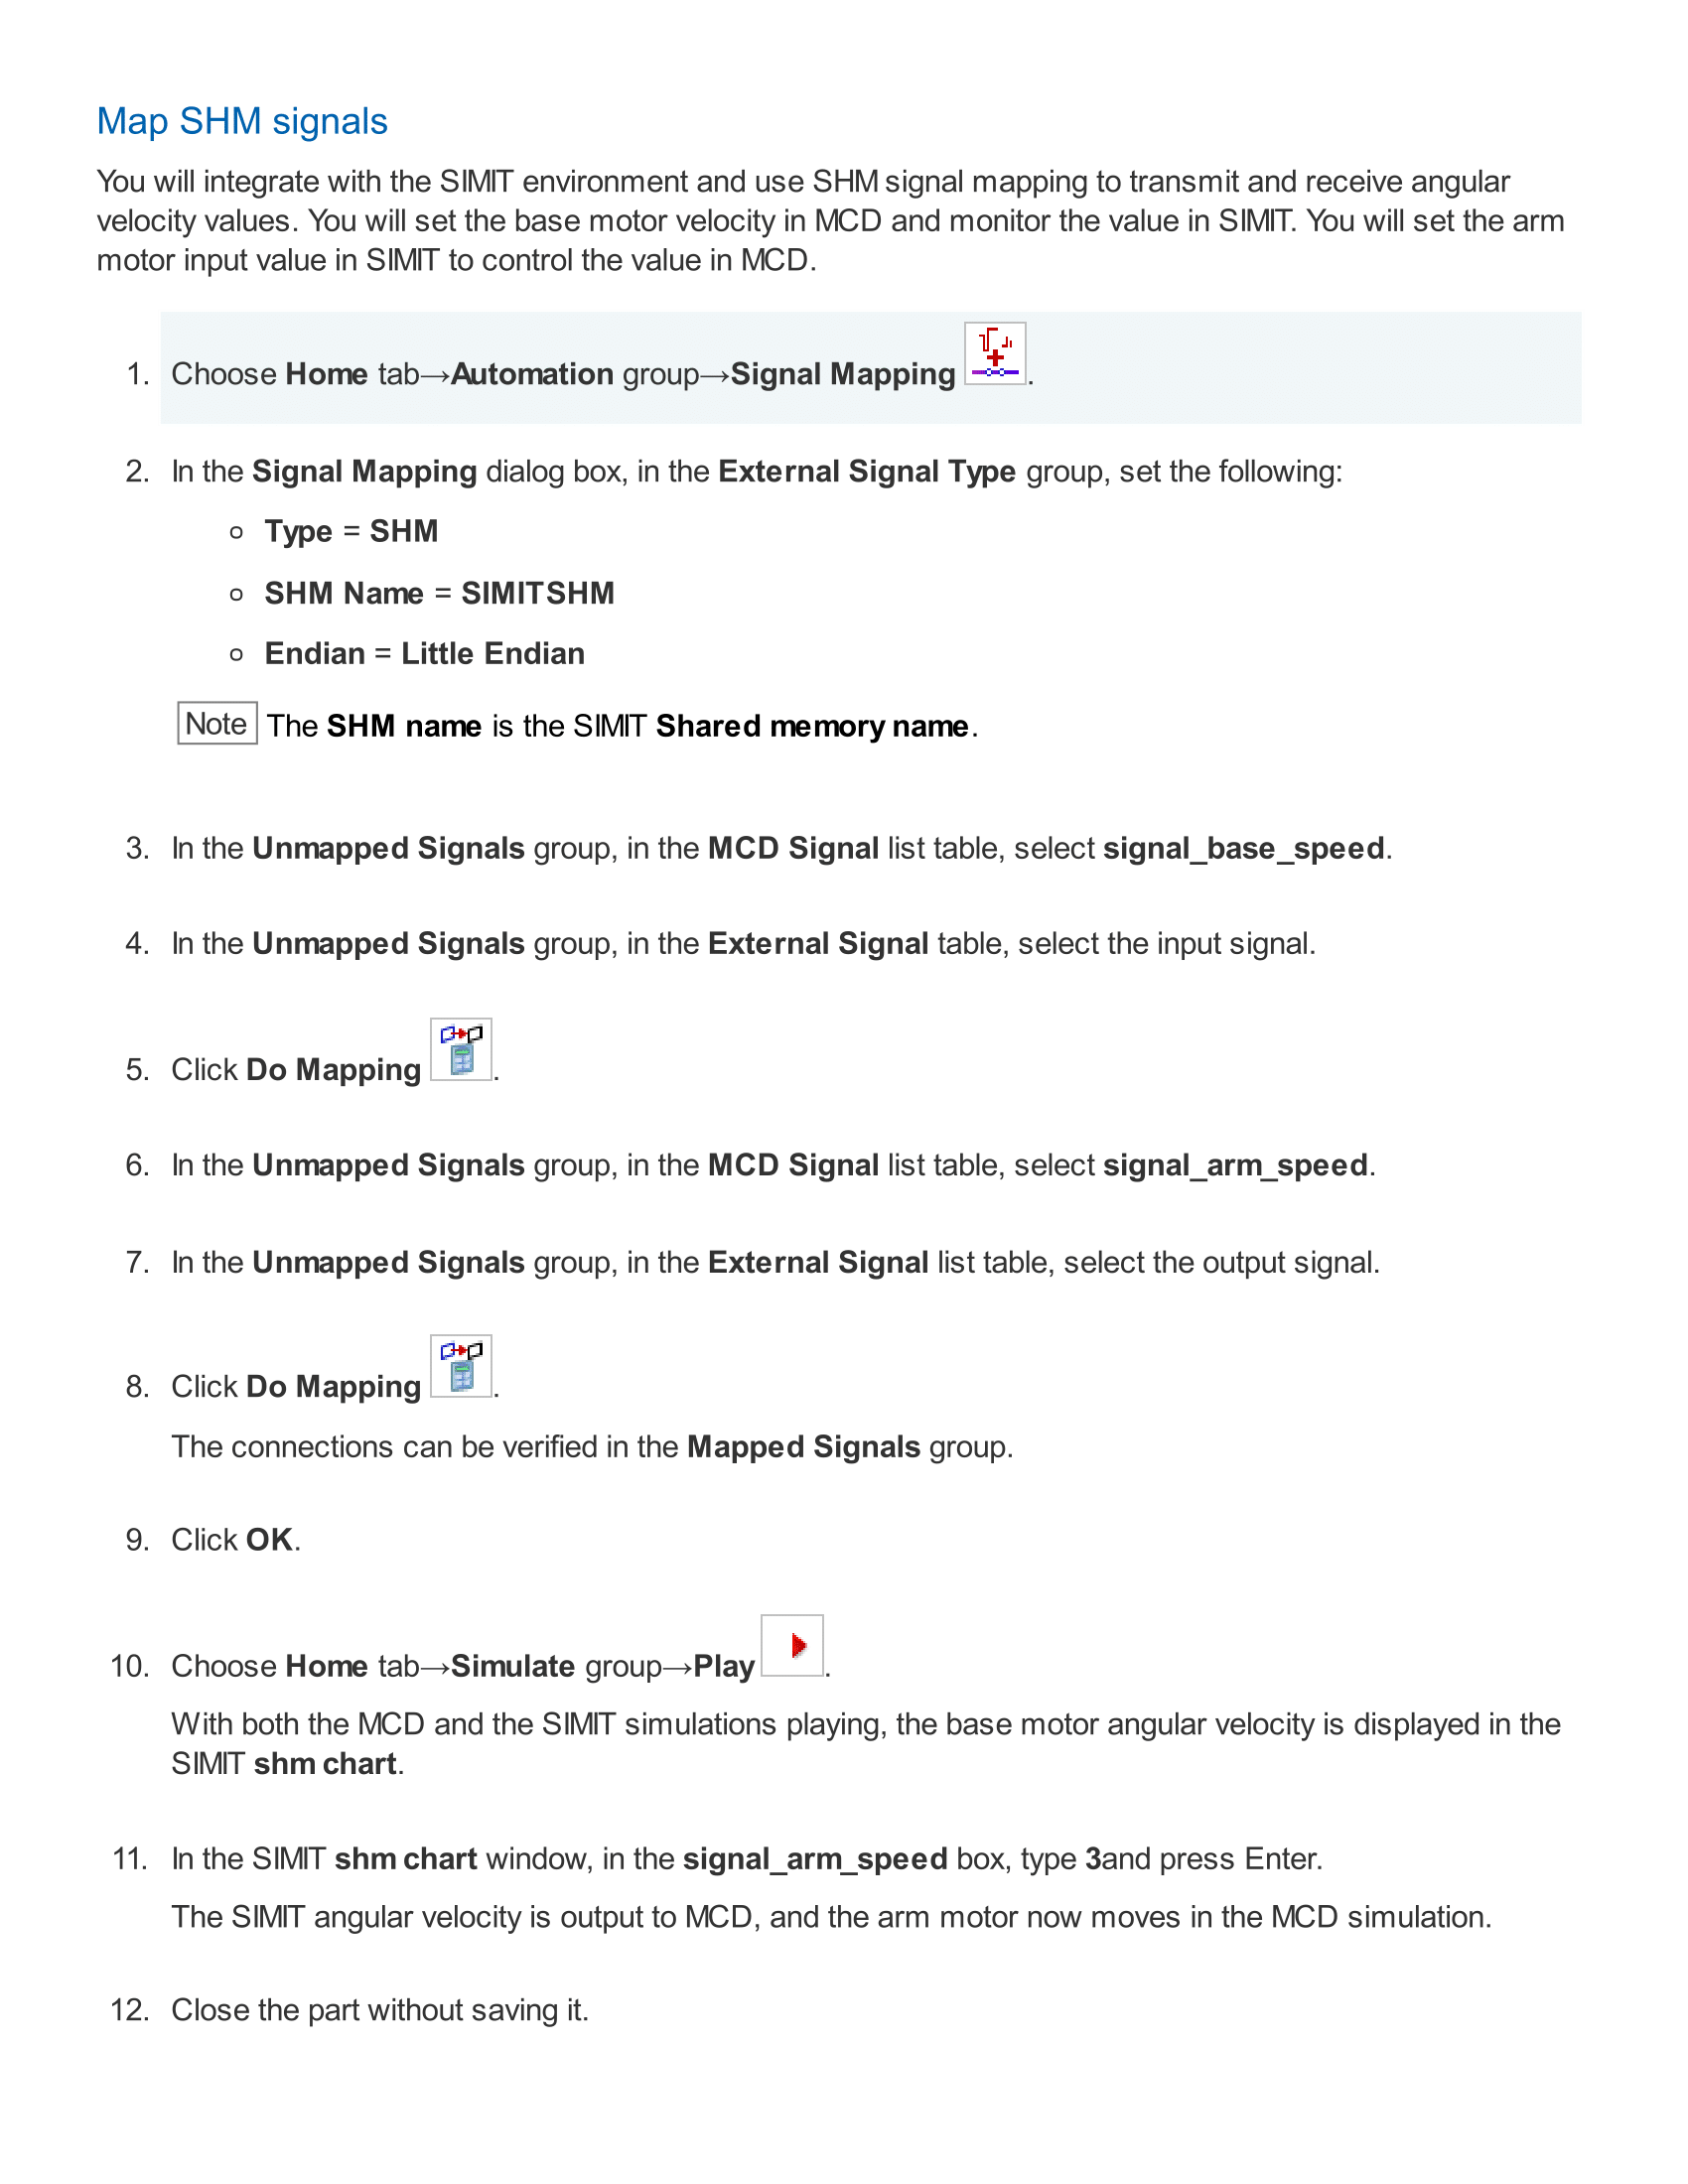 Map SHM signals
You will integrate with the SIMIT environment and use SHM signal mapping to transmit and receive angular
velocity values. You will set the base motor velocity in MCD and monitor the value in SIMIT. You will set the arm
motor input value in SIMIT to control the value in MCD.
1. Choose Home tab→Automation group→Signal Mapping .
2. In the Signal Mapping dialog box, in the External Signal Type group, set the following:
Type = SHM
SHM Name = SIMITSHM
Endian = Little Endian
Note The SHM name is the SIMIT Shared memory name.
3. In the Unmapped Signals group, in the MCD Signal list table, select signal_base_speed.
4. In the Unmapped Signals group, in the External Signal table, select the input signal.
5. Click Do Mapping .
6. In the Unmapped Signals group, in the MCD Signal list table, select signal_arm_speed.
7. In the Unmapped Signals group, in the External Signal list table, select the output signal.
8. Click Do Mapping .
The connections can be verified in the Mapped Signals group.
9. Click OK.
10. Choose Home tab→Simulate group→Play .
With both the MCD and the SIMIT simulations playing, the base motor angular velocity is displayed in the
SIMIT shm chart.
11. In the SIMIT shm chart window, in the signal_arm_speed box, type 3and press Enter.
The SIMIT angular velocity is output to MCD, and the arm motor now moves in the MCD simulation.
12. Close the part without saving it.